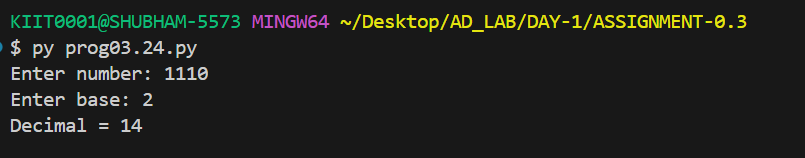 KIIT0001@SHUBHAM-5573 MINGW64 ~/Desktop/AD_LAB/DAY-1/ASSIGNMENT-0.3
$ py prog03.24.py
Enter number: 1110
Enter base: 2
Decimal = 14